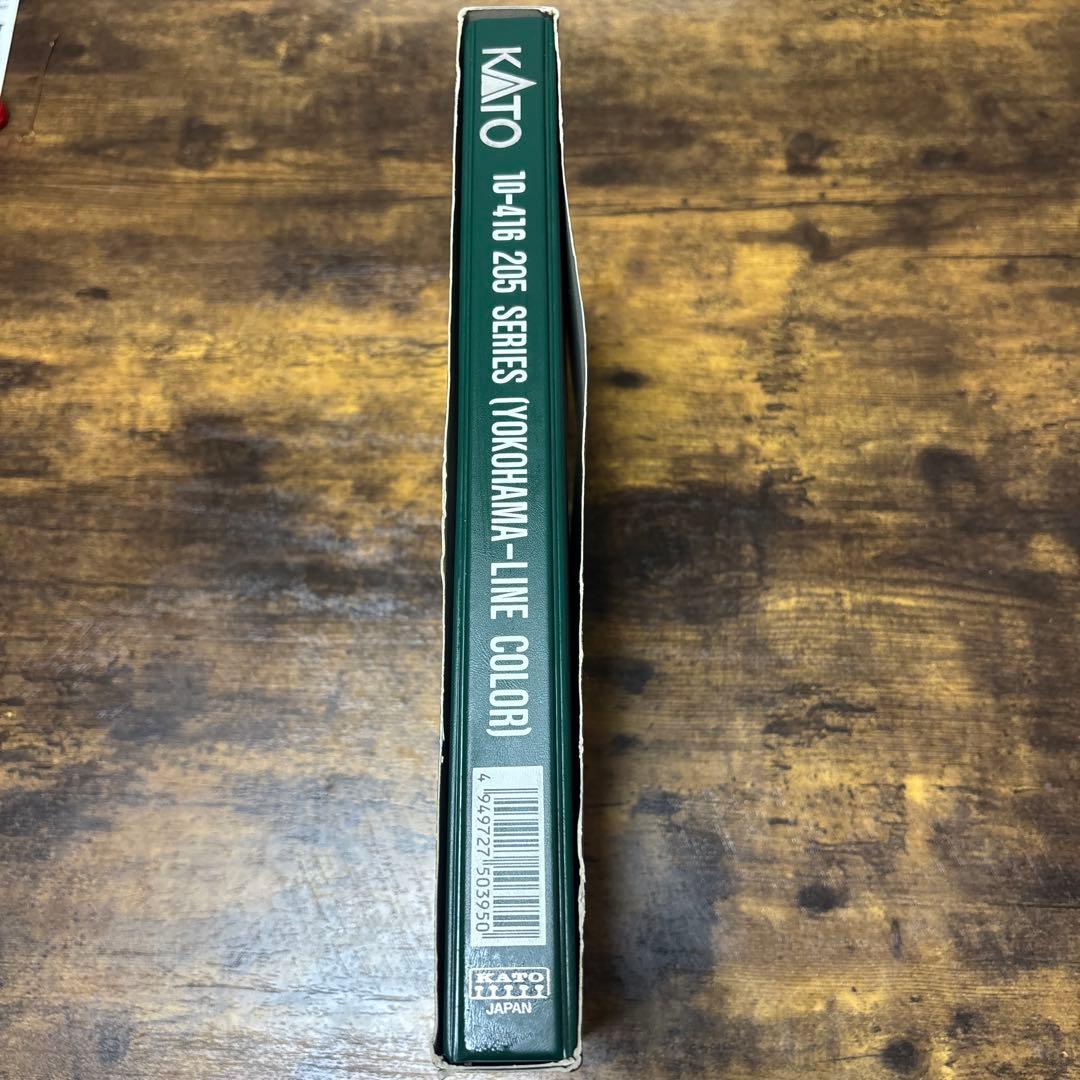 KATO 10-416 205 SERIES (YOKOHAMA-LINE COLOR)
4 949727 503950
KATO
JAPAN